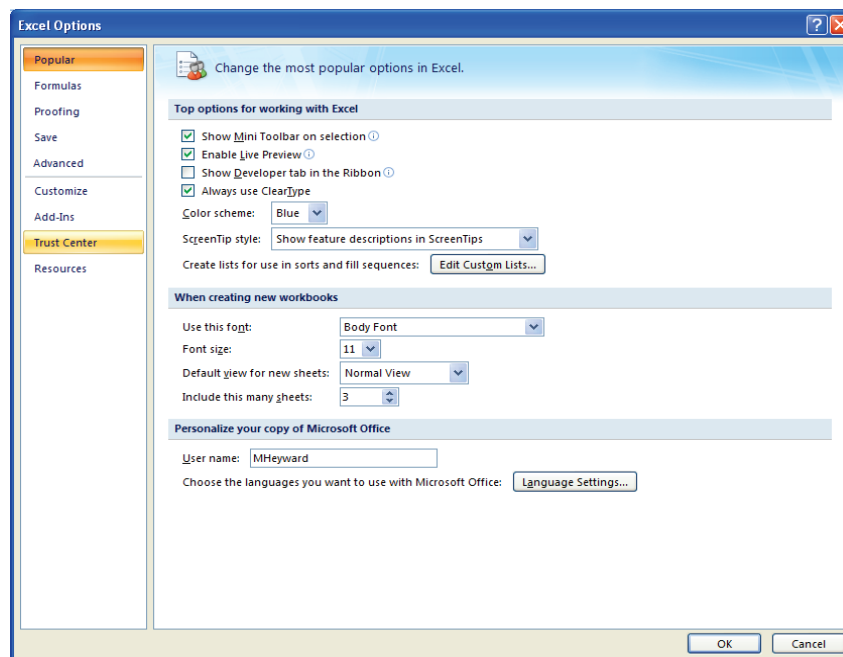 Excel Options
Popular
Formulas
Proofing
Save
Advanced
Customize
Add-Ins
Trust Center
Resources
Change the most popular options in Excel.
Top options for working with Excel
Show Mini Toolbar on selection
Enable Live Preview
Show Developer tab in the Ribbon
Always use ClearType
Color scheme: Blue
ScreenTip style: Show feature descriptions in ScreenTips
Create lists for use in sorts and fill sequences: Edit Custom Lists...
When creating new workbooks
Use this font: Body Font
Font size: 11
Default view for new sheets: Normal View
Include this many sheets: 3
Personalize your copy of Microsoft Office
User name: MHeyward
Choose the languages you want to use with Microsoft Office: Language Settings...
OK Cancel